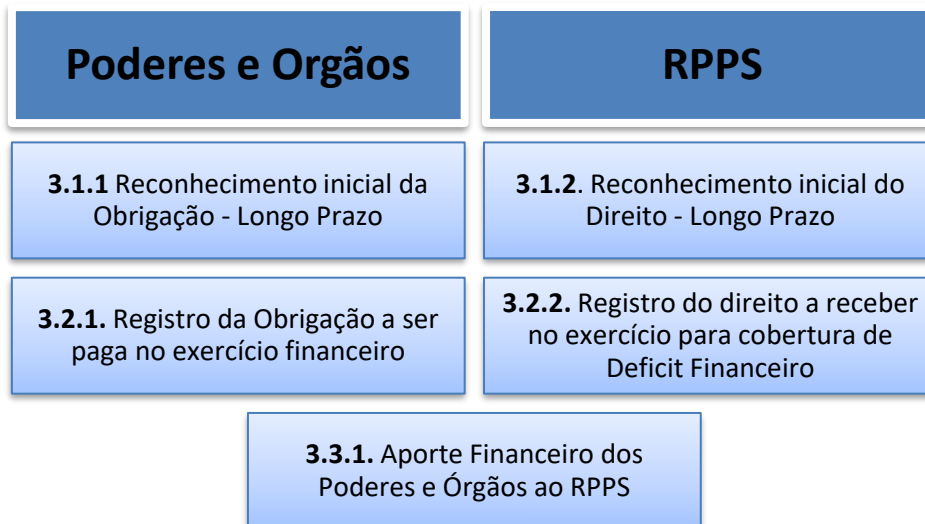 Poderes e Orgãos
RPPS
3.1.1 Reconhecimento inicial da
Obrigação - Longo Prazo
3.1.2. Reconhecimento inicial do
Direito - Longo Prazo
3.2.1. Registro da Obrigação a ser
paga no exercício financeiro
3.2.2. Registro do direito a receber
no exercício para cobertura de
Deficit Financeiro
3.3.1. Aporte Financeiro dos
Poderes e Órgãos ao RPPS